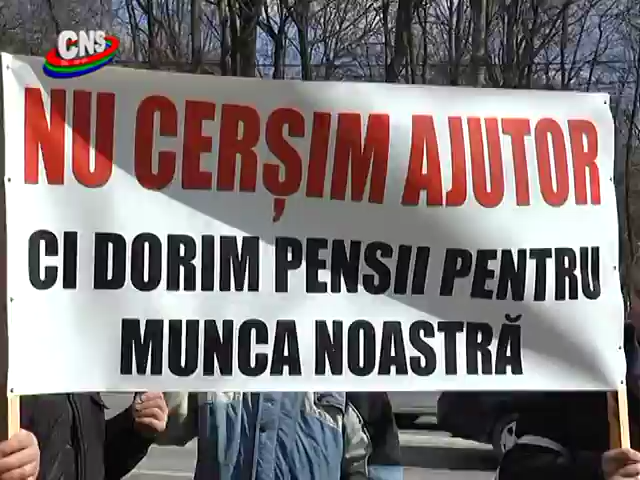 CNS
NU CERȘIM AJUTOR
CI DORIM PENSII PENTRU
MUNCA NOASTRĂ